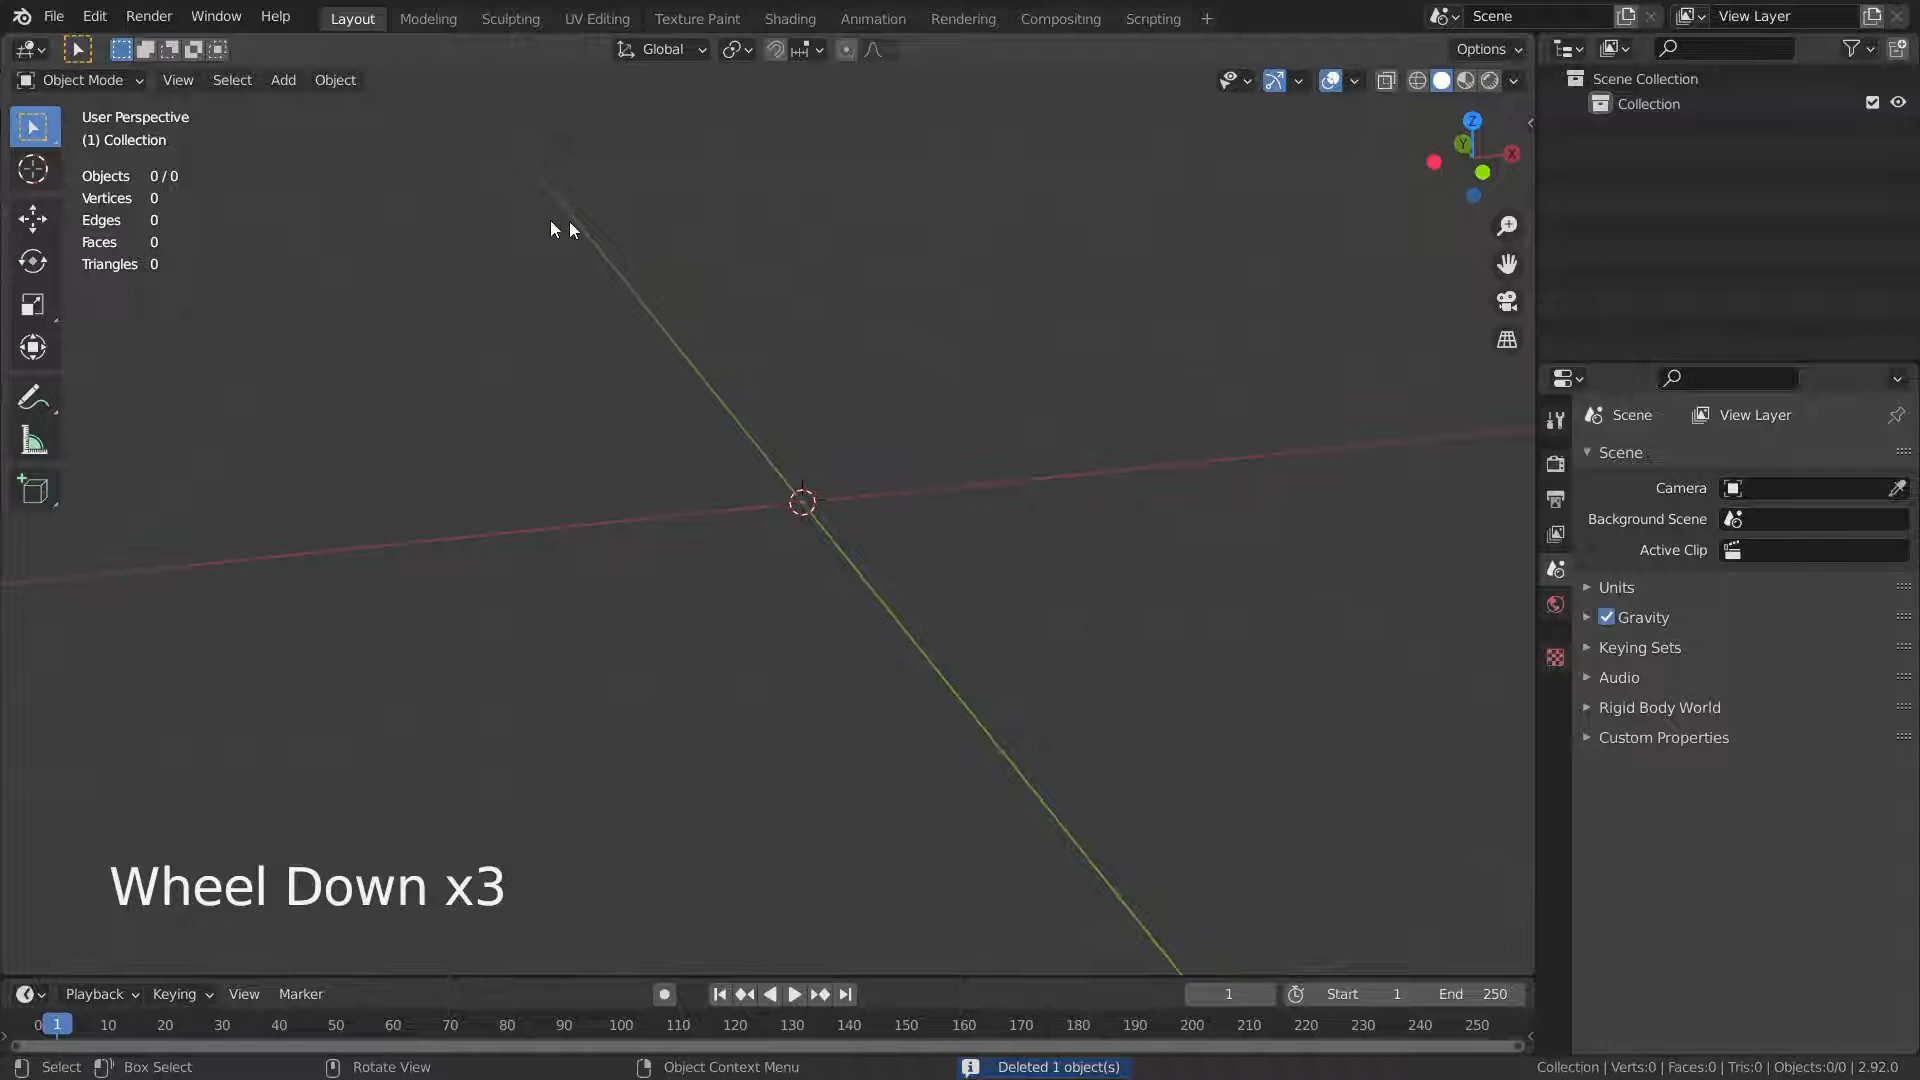 File Edit Render Window Help Layout Modeling Sculpting UV Editing Texture Paint Shading Animation Rendering Compositing Scripting + Scene View Layer
Global Options
Object Mode View Select Add Object
User Perspective
(1) Collection
Objects 0 / 0
Vertices 0
Edges 0
Faces 0
Triangles 0
Z
Y
X
Scene Collection
Collection
Scene View Layer
Scene
Camera
Background Scene
Active Clip
Units
Gravity
Keying Sets
Audio
Rigid Body World
Custom Properties
Wheel Down x3
Playback Keying View Marker 1 Start 1 End 250
0 1 10 20 30 40 50 60 70 80 90 100 110 120 130 140 150 160 170 180 190 200 210 220 230 240 250
Select Box Select Rotate View Object Context Menu Deleted 1 object(s) Collection | Verts:0 | Faces:0 | Tris:0 | Objects:0/0 | 2.92.0